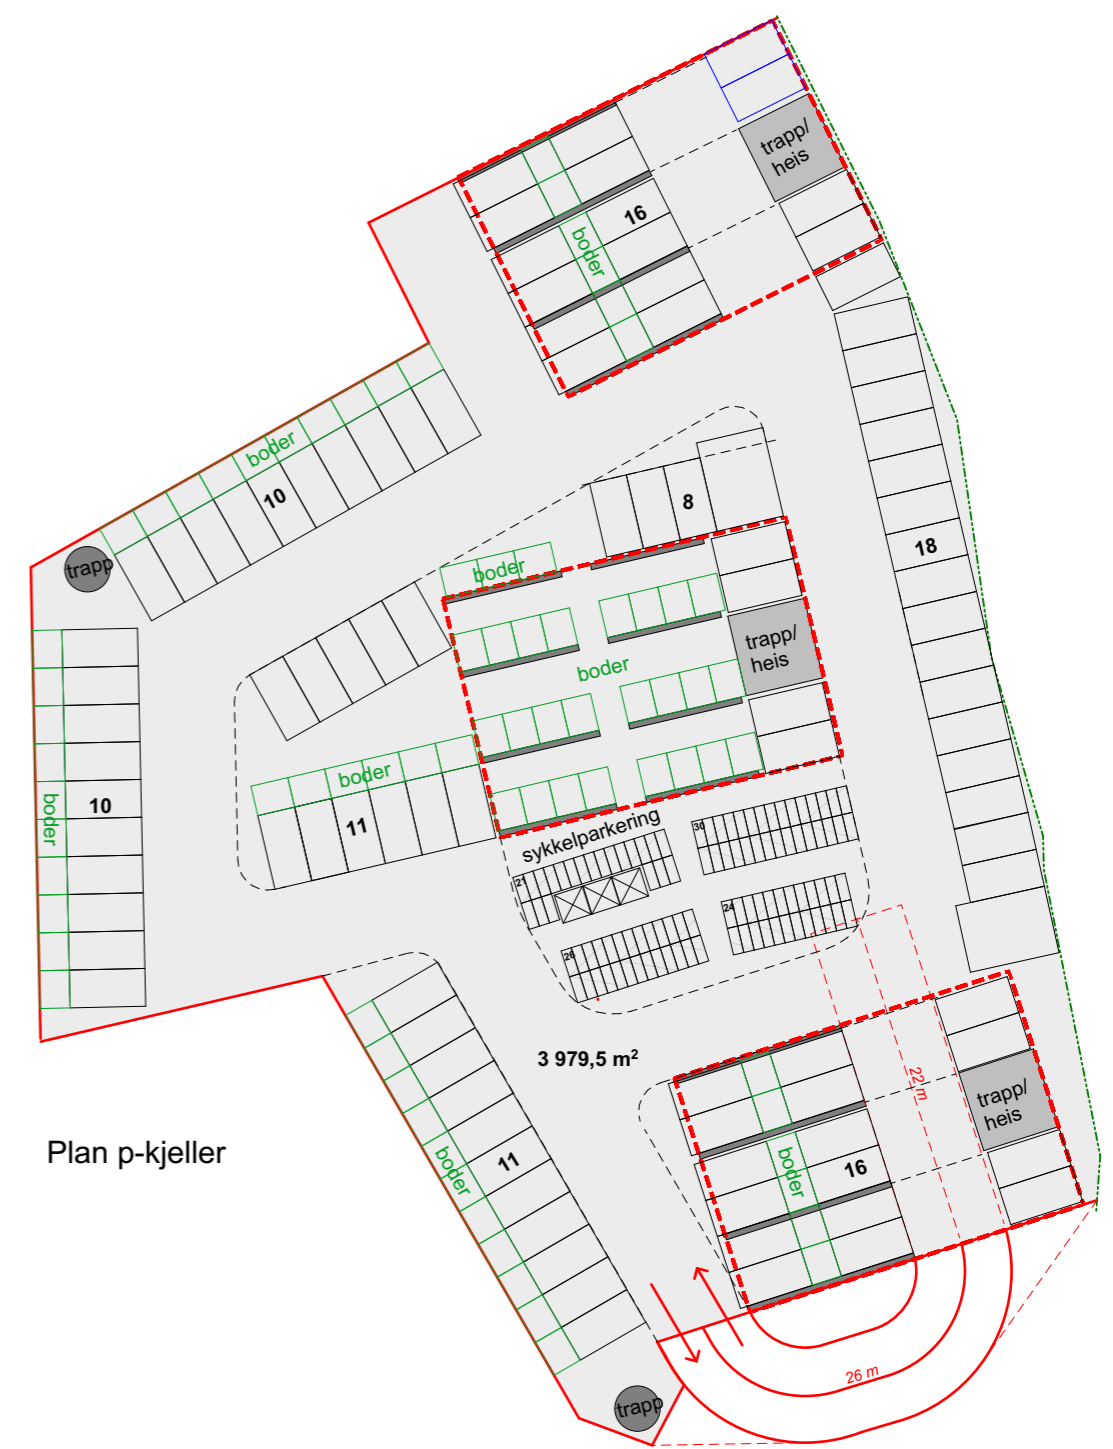 trapp/
heis
16
boder
boder
10
trapp
8
boder
18
trapp/
heis
boder
boder
10
boder
11
sykkelparkering
30
21
24
26
3 979,5 m²
22 m
trapp/
heis
Plan p-kjeller
boder
11
boder
16
26 m
trapp